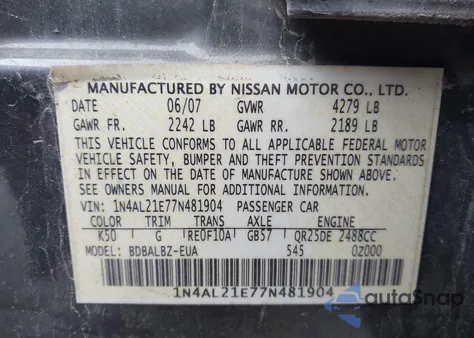 MANUFACTURED BY NISSAN MOTOR CO., LTD.
DATE 06/07 GVWR 4279 LB
GAWR FR. 2242 LB GAWR RR. 2189 LB
THIS VEHICLE CONFORMS TO ALL APPLICABLE FEDERAL MOTOR
VEHICLE SAFETY, BUMPER AND THEFT PREVENTION STANDARDS
IN EFFECT ON THE DATE OF MANUFACTURE SHOWN ABOVE.
SEE OWNERS MANUAL FOR ADDITIONAL INFORMATION
VIN: 1N4AL21E77N481904 PASSENGER CAR
COLOR TRIM TRANS AXLE ENGINE
K50 G RE0F10A GB57 QR25DE 2488CC
MODEL: BDBALBZ-EUA 545 0Z000
1N4AL21E77N481904
autaSnap